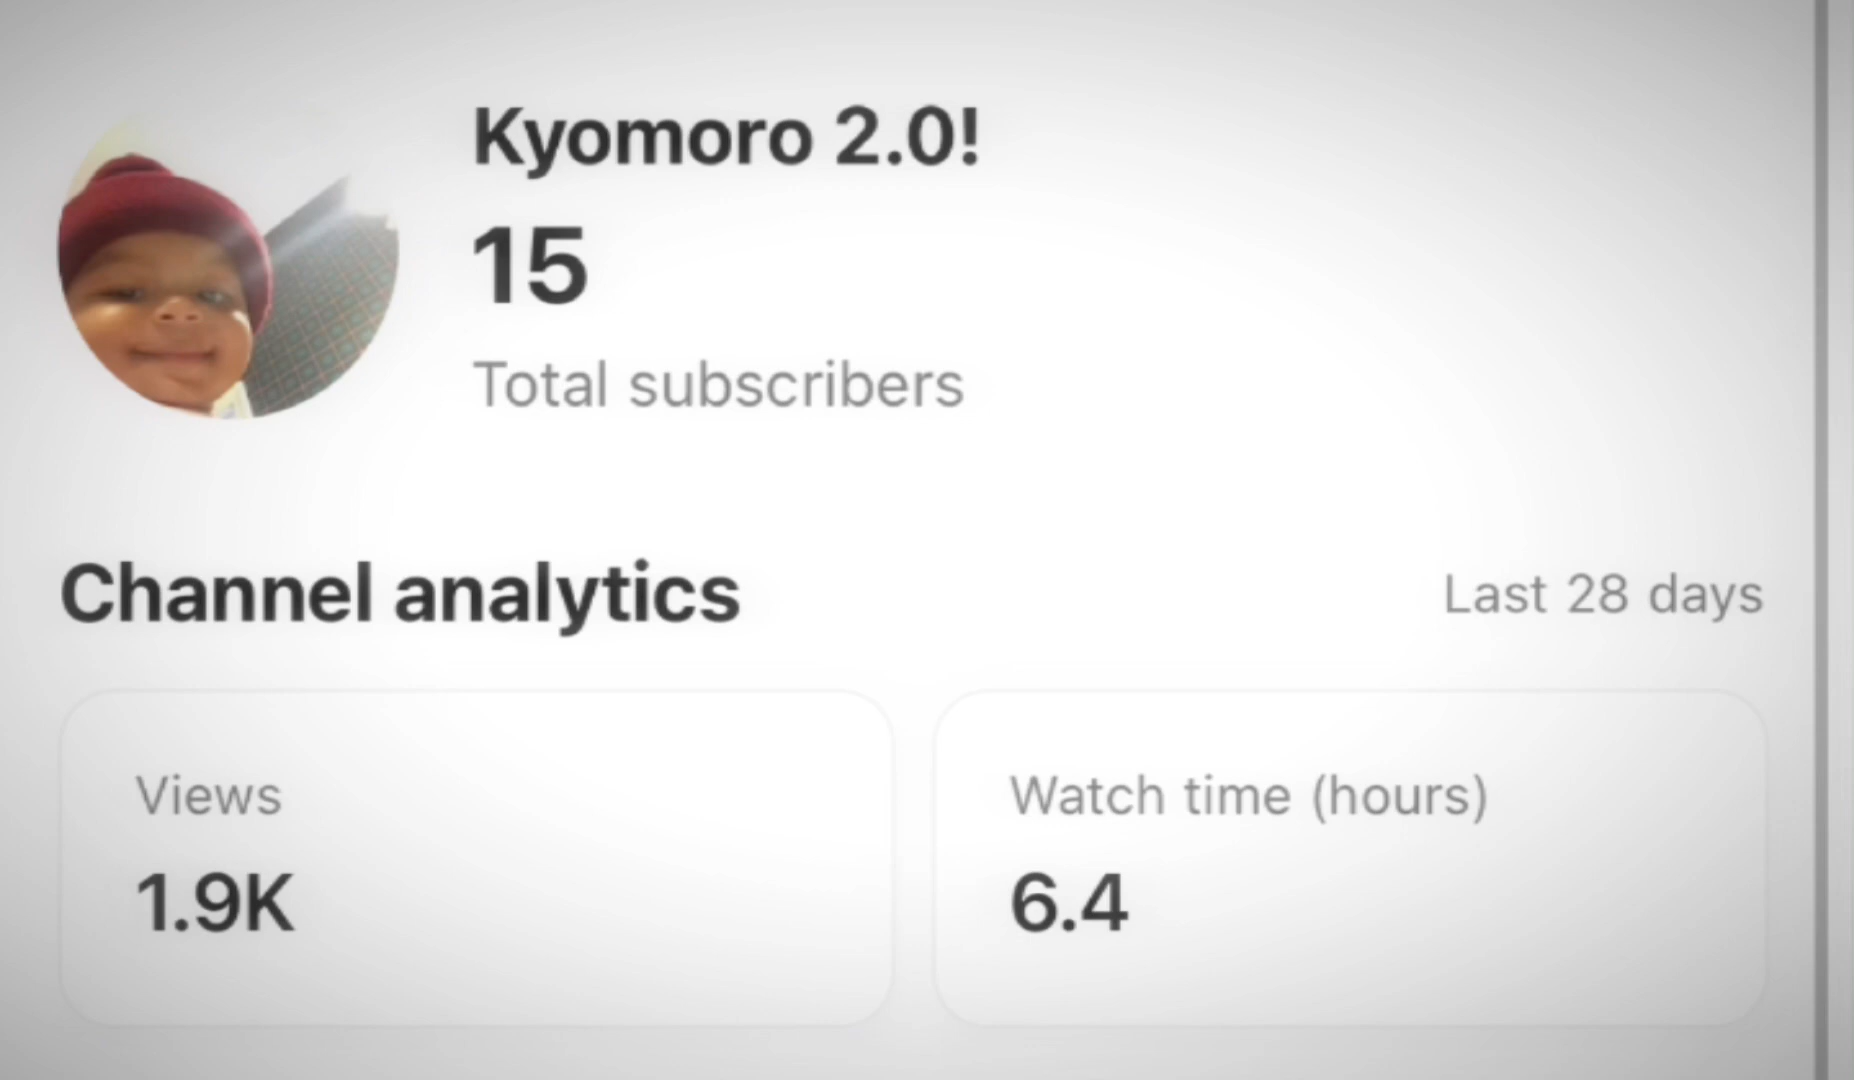 Kyomoro 2.0!
15
Total subscribers
Channel analytics
Last 28 days
Views
Watch time (hours)
1.9K
6.4